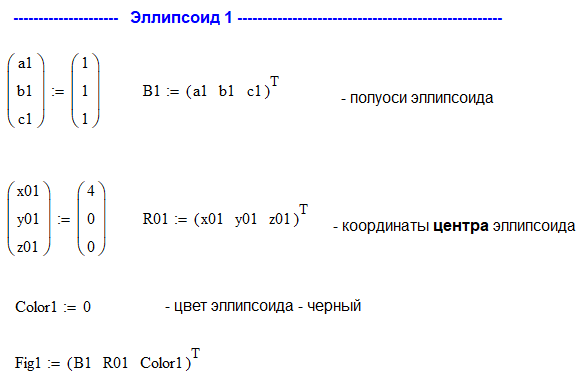 --------------------- Эллипсоид 1 -----------------------------------------------------
(a1 b1 c1) := (1 1 1) B1 := (a1 b1 c1)^T - полуоси эллипсоида
(x01 y01 z01) := (4 0 0) R01 := (x01 y01 z01)^T - координаты центра эллипсоида
Color1 := 0 - цвет эллипсоида - черный
Fig1 := (B1 R01 Color1)^T